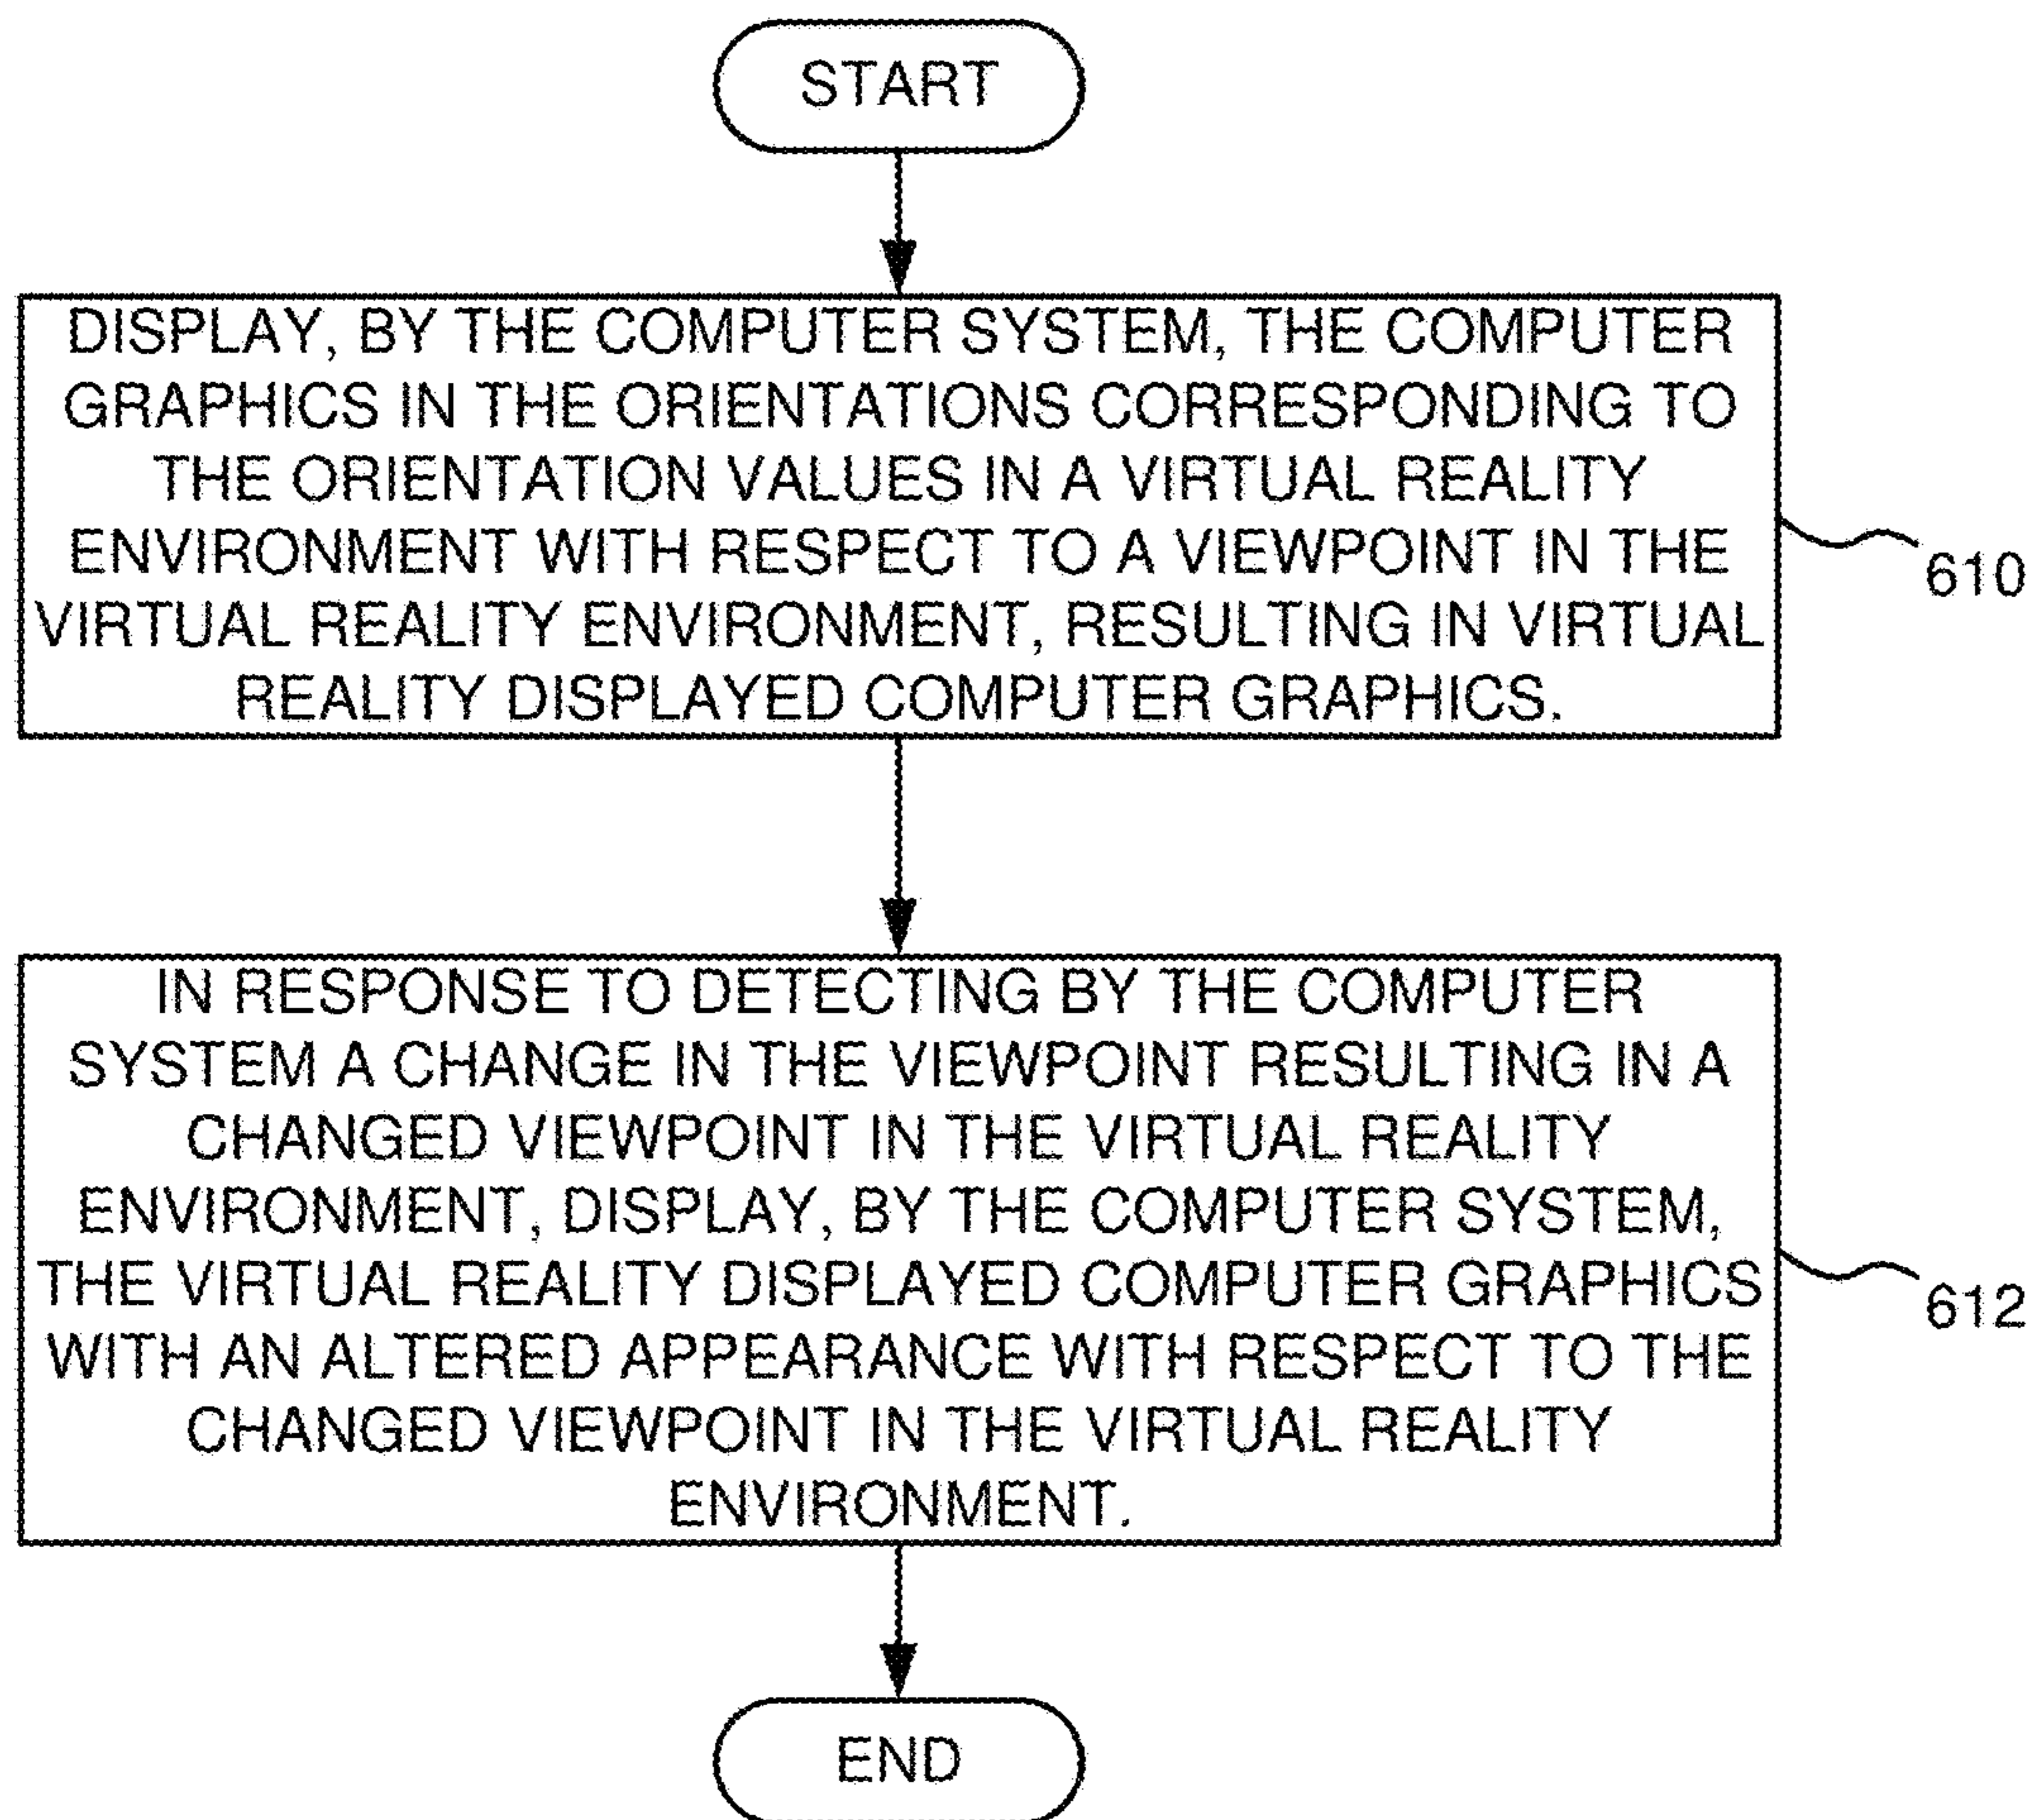 START
DISPLAY, BY THE COMPUTER SYSTEM, THE COMPUTER
GRAPHICS IN THE ORIENTATIONS CORRESPONDING TO
THE ORIENTATION VALUES IN A VIRTUAL REALITY
ENVIRONMENT WITH RESPECT TO A VIEWPOINT IN THE
VIRTUAL REALITY ENVIRONMENT, RESULTING IN VIRTUAL
REALITY DISPLAYED COMPUTER GRAPHICS.
610
IN RESPONSE TO DETECTING BY THE COMPUTER
SYSTEM A CHANGE IN THE VIEWPOINT RESULTING IN A
CHANGED VIEWPOINT IN THE VIRTUAL REALITY
ENVIRONMENT, DISPLAY, BY THE COMPUTER SYSTEM,
THE VIRTUAL REALITY DISPLAYED COMPUTER GRAPHICS
WITH AN ALTERED APPEARANCE WITH RESPECT TO THE
CHANGED VIEWPOINT IN THE VIRTUAL REALITY
ENVIRONMENT.
612
END